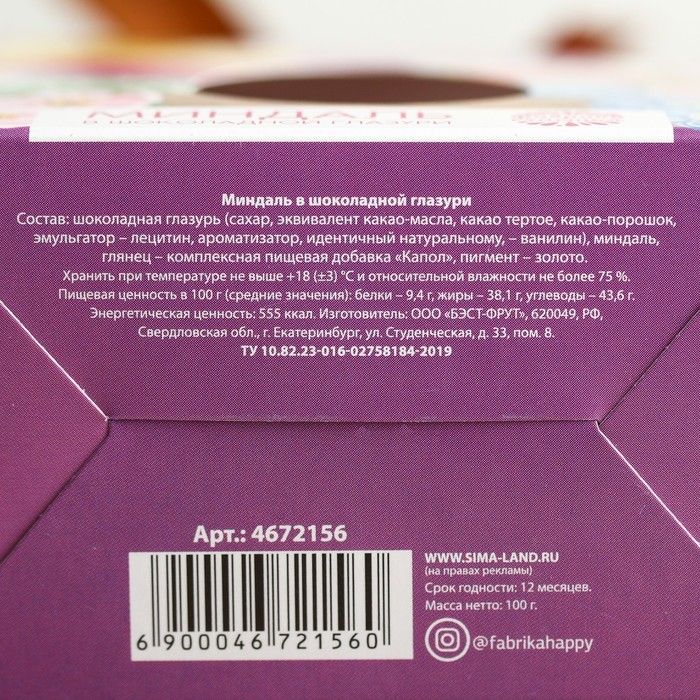 МИНДАЛЬ
В ШОКОЛАДНОЙ ГЛАЗУРИ
Миндаль в шоколадной глазури
Состав: шоколадная глазурь (сахар, эквивалент какао-масла, какао тертое, какао-порошок,
эмульгатор – лецитин, ароматизатор, идентичный натуральному, – ванилин), миндаль,
глянец – комплексная пищевая добавка «Капол», пигмент – золото.
Хранить при температуре не выше +18 (±3) °С и относительной влажности не более 75 %.
Пищевая ценность в 100 г (средние значения): белки – 9,4 г, жиры – 38,1 г, углеводы – 43,6 г.
Энергетическая ценность: 555 ккал. Изготовитель: ООО «БЭСТ-ФРУТ», 620049, РФ,
Свердловская обл., г. Екатеринбург, ул. Студенческая, д. 33, пом. 8.
ТУ 10.82.23-016-02758184-2019
Арт.: 4672156
6 900046 721560
WWW.SIMA-LAND.RU
(на правах рекламы)
Срок годности: 12 месяцев.
Масса нетто: 100 г.
@fabrikahappy